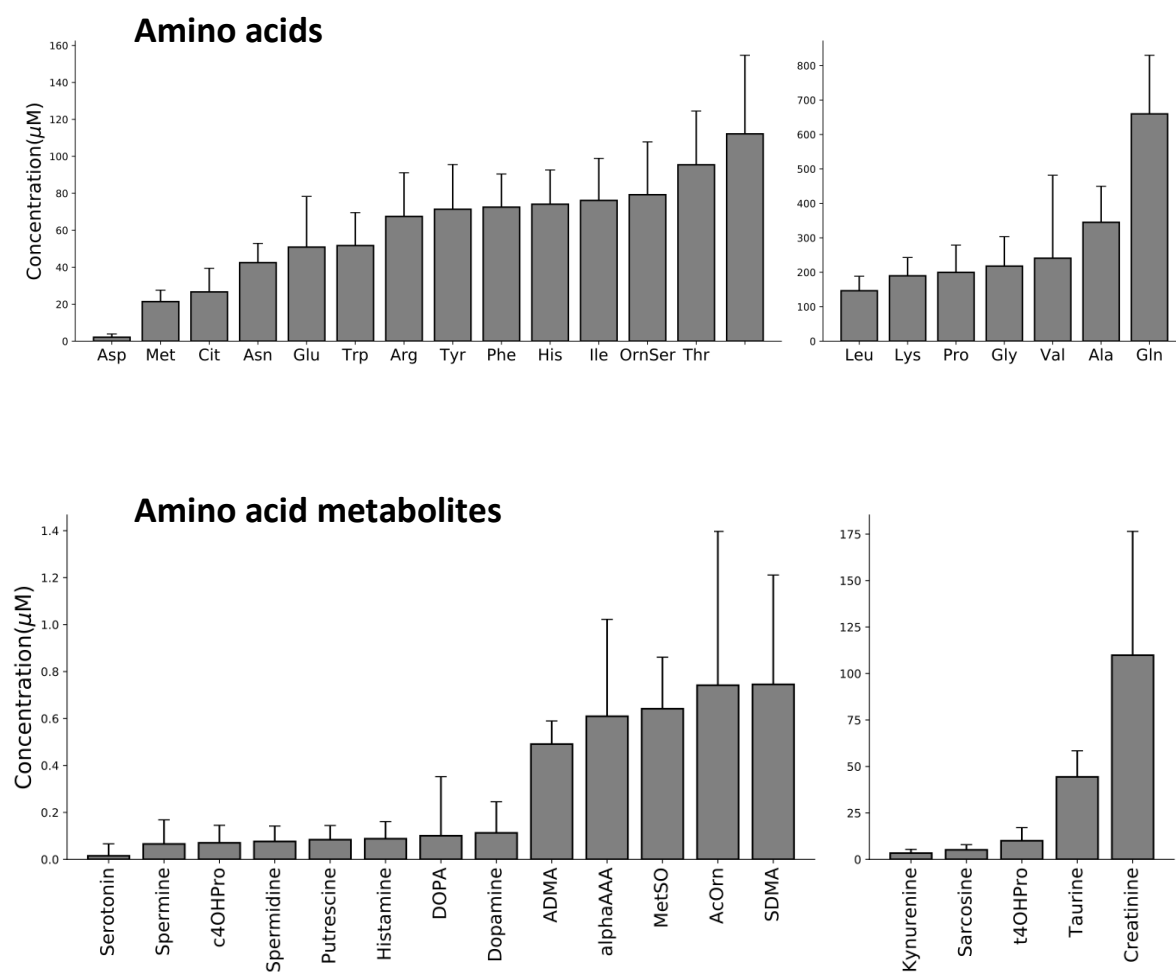 Amino acids
Concentration(μM)
160
140
120
100
80
60
40
20
0
Asp Met Cit Asn Glu Trp Arg Tyr Phe His Ile OrnSer Thr
800
700
600
500
400
300
200
100
0
Leu Lys Pro Gly Val Ala Gln
Amino acid metabolites
Concentration(μM)
1.4
1.2
1.0
0.8
0.6
0.4
0.2
0.0
Serotonin
Spermine
c4OHPro
Spermidine
Putrescine
Histamine
DOPA
Dopamine
ADMA
alphaAAA
MetSO
AcOrn
SDMA
175
150
125
100
75
50
25
0
Kynurenine
Sarcosine
t4OHPro
Taurine
Creatinine